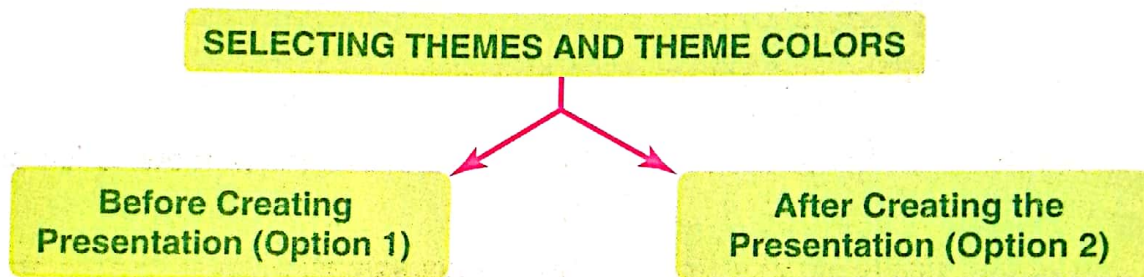 SELECTING THEMES AND THEME COLORS
Before Creating
Presentation (Option 1)
After Creating the
Presentation (Option 2)